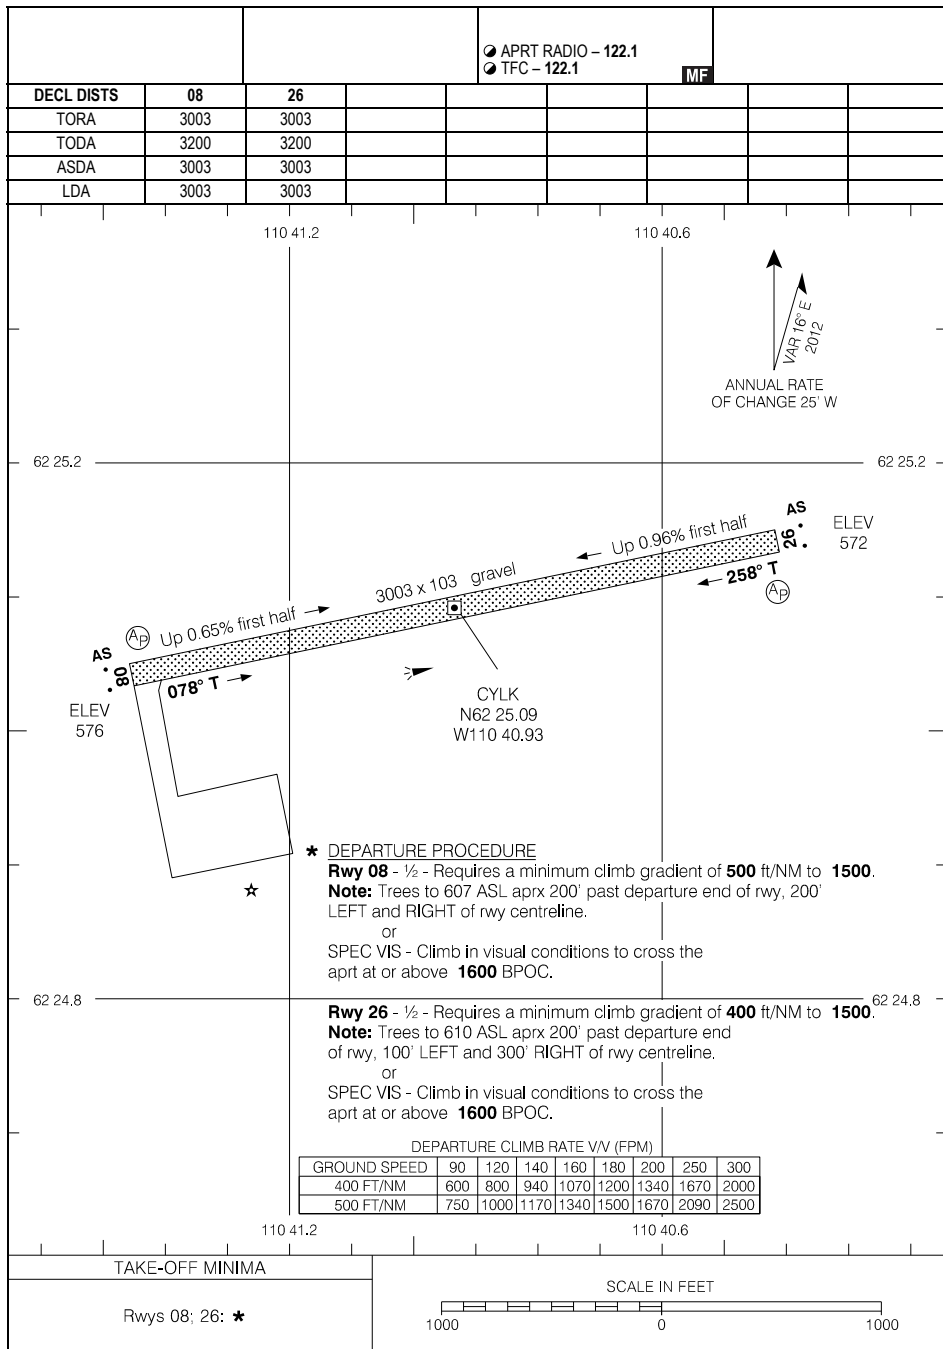 APRT RADIO – 122.1
TFC – 122.1
MF
DECL DISTS 08 26
TORA 3003 3003
TODA 3200 3200
ASDA 3003 3003
LDA 3003 3003
110 41.2 110 40.6
VAR 16° E
2012
ANNUAL RATE
OF CHANGE 25' W
62 25.2 62 25.2
AS
26
ELEV
572
Up 0.96% first half
258° T
AP
3003 x 103 gravel
Up 0.65% first half
AP
AS
08
078° T
ELEV
576
CYLK
N62 25.09
W110 40.93
* DEPARTURE PROCEDURE
Rwy 08 - ½ - Requires a minimum climb gradient of 500 ft/NM to 1500.
Note: Trees to 607 ASL aprx 200' past departure end of rwy, 200'
LEFT and RIGHT of rwy centreline.
or
SPEC VIS - Climb in visual conditions to cross the
aprt at or above 1600 BPOC.
62 24.8 62 24.8
Rwy 26 - ½ - Requires a minimum climb gradient of 400 ft/NM to 1500.
Note: Trees to 610 ASL aprx 200' past departure end
of rwy, 100' LEFT and 300' RIGHT of rwy centreline.
or
SPEC VIS - Climb in visual conditions to cross the
aprt at or above 1600 BPOC.
DEPARTURE CLIMB RATE V/V (FPM)
GROUND SPEED 90 120 140 160 180 200 250 300
400 FT/NM 600 800 940 1070 1200 1340 1670 2000
500 FT/NM 750 1000 1170 1340 1500 1670 2090 2500
110 41.2 110 40.6
TAKE-OFF MINIMA
Rwys 08; 26: *
SCALE IN FEET
1000 0 1000